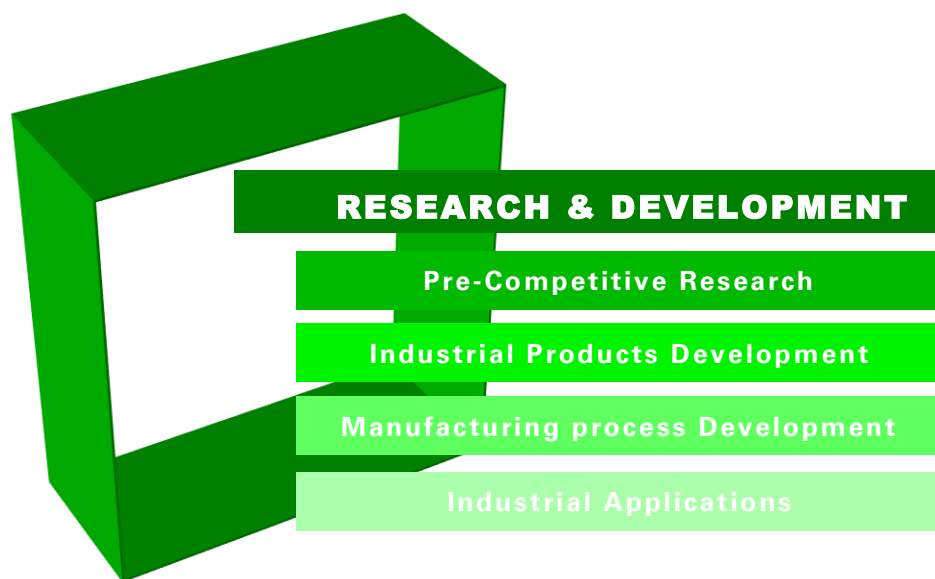 RESEARCH & DEVELOPMENT
Pre-Competitive Research
Industrial Products Development
Manufacturing process Development
Industrial Applications